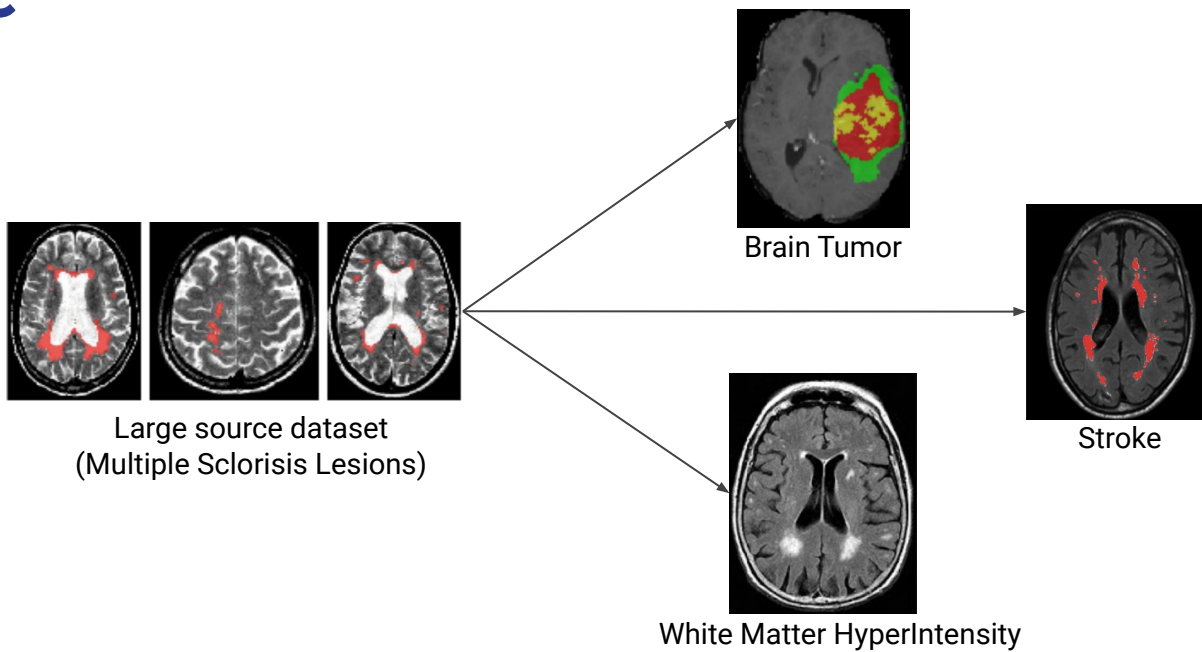 Brain Tumor
Large source dataset
(Multiple Sclorisis Lesions)
Stroke
White Matter HyperIntensity